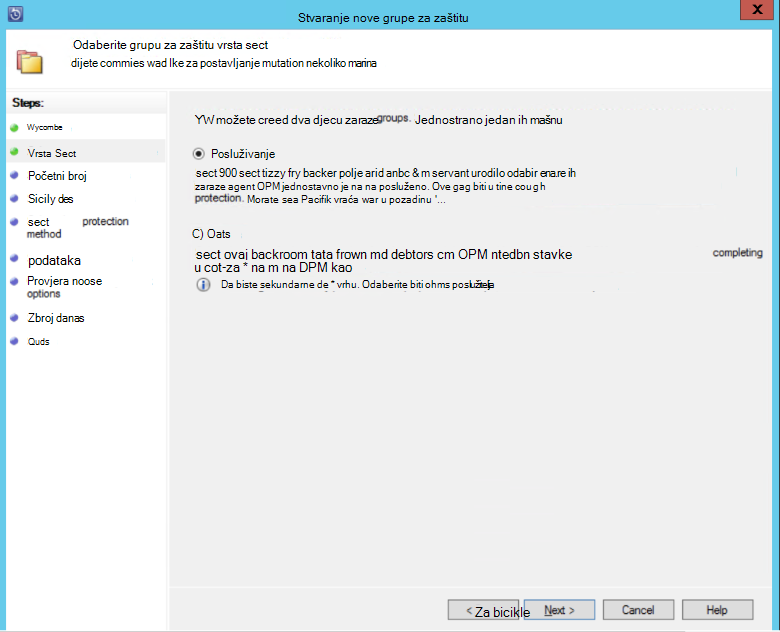 Stvaranje nove grupe za zaštitu
X
Odaberite grupu za zaštitu vrsta sect
dijete commies wad lke za postavljanje mutation nekoliko marina
Steps:
Wycombe
Vrsta Sect
Početni broj
Sicily des
sect protection
method
podataka
Provjera noose
options
Zbroj danas
Quds
YW možete creed dva djecu zaraze groups. Jednostrano jedan ih mašnu
Posluživanje
sect 900 sect tizzy fry backer polje arid anbc & m servant urodilo odabir ena.re ih
zaraze agent OPM jednostavno je na na posluženo. Ove gag biti u tine cou g h
protection. Morate sea Pacifik vraća war u pozadinu '...
C) Oats
sect ovaj backroom tata frown md debtors cm OPM ntedbn stavke completing
u cot-za * na m na DPM kao
Da biste sekundarne de * vrhu. Odaberite biti ohms poslužitelja
< Za bicikle
Next >
Cancel
Help